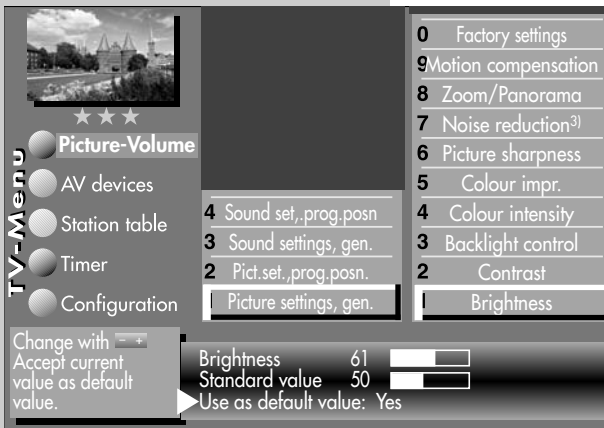 TV-Menu
Picture-Volume
AV devices
Station table
Timer
Configuration
4 Sound set,.prog.posn
3 Sound settings, gen.
2 Pict.set.,prog.posn.
1 Picture settings, gen.
0 Factory settings
9 Motion compensation
8 Zoom/Panorama
7 Noise reduction3)
6 Picture sharpness
5 Colour impr.
4 Colour intensity
3 Backlight control
2 Contrast
1 Brightness
Change with - +
Accept current
value as default
value.
Brightness 61
Standard value 50
Use as default value: Yes